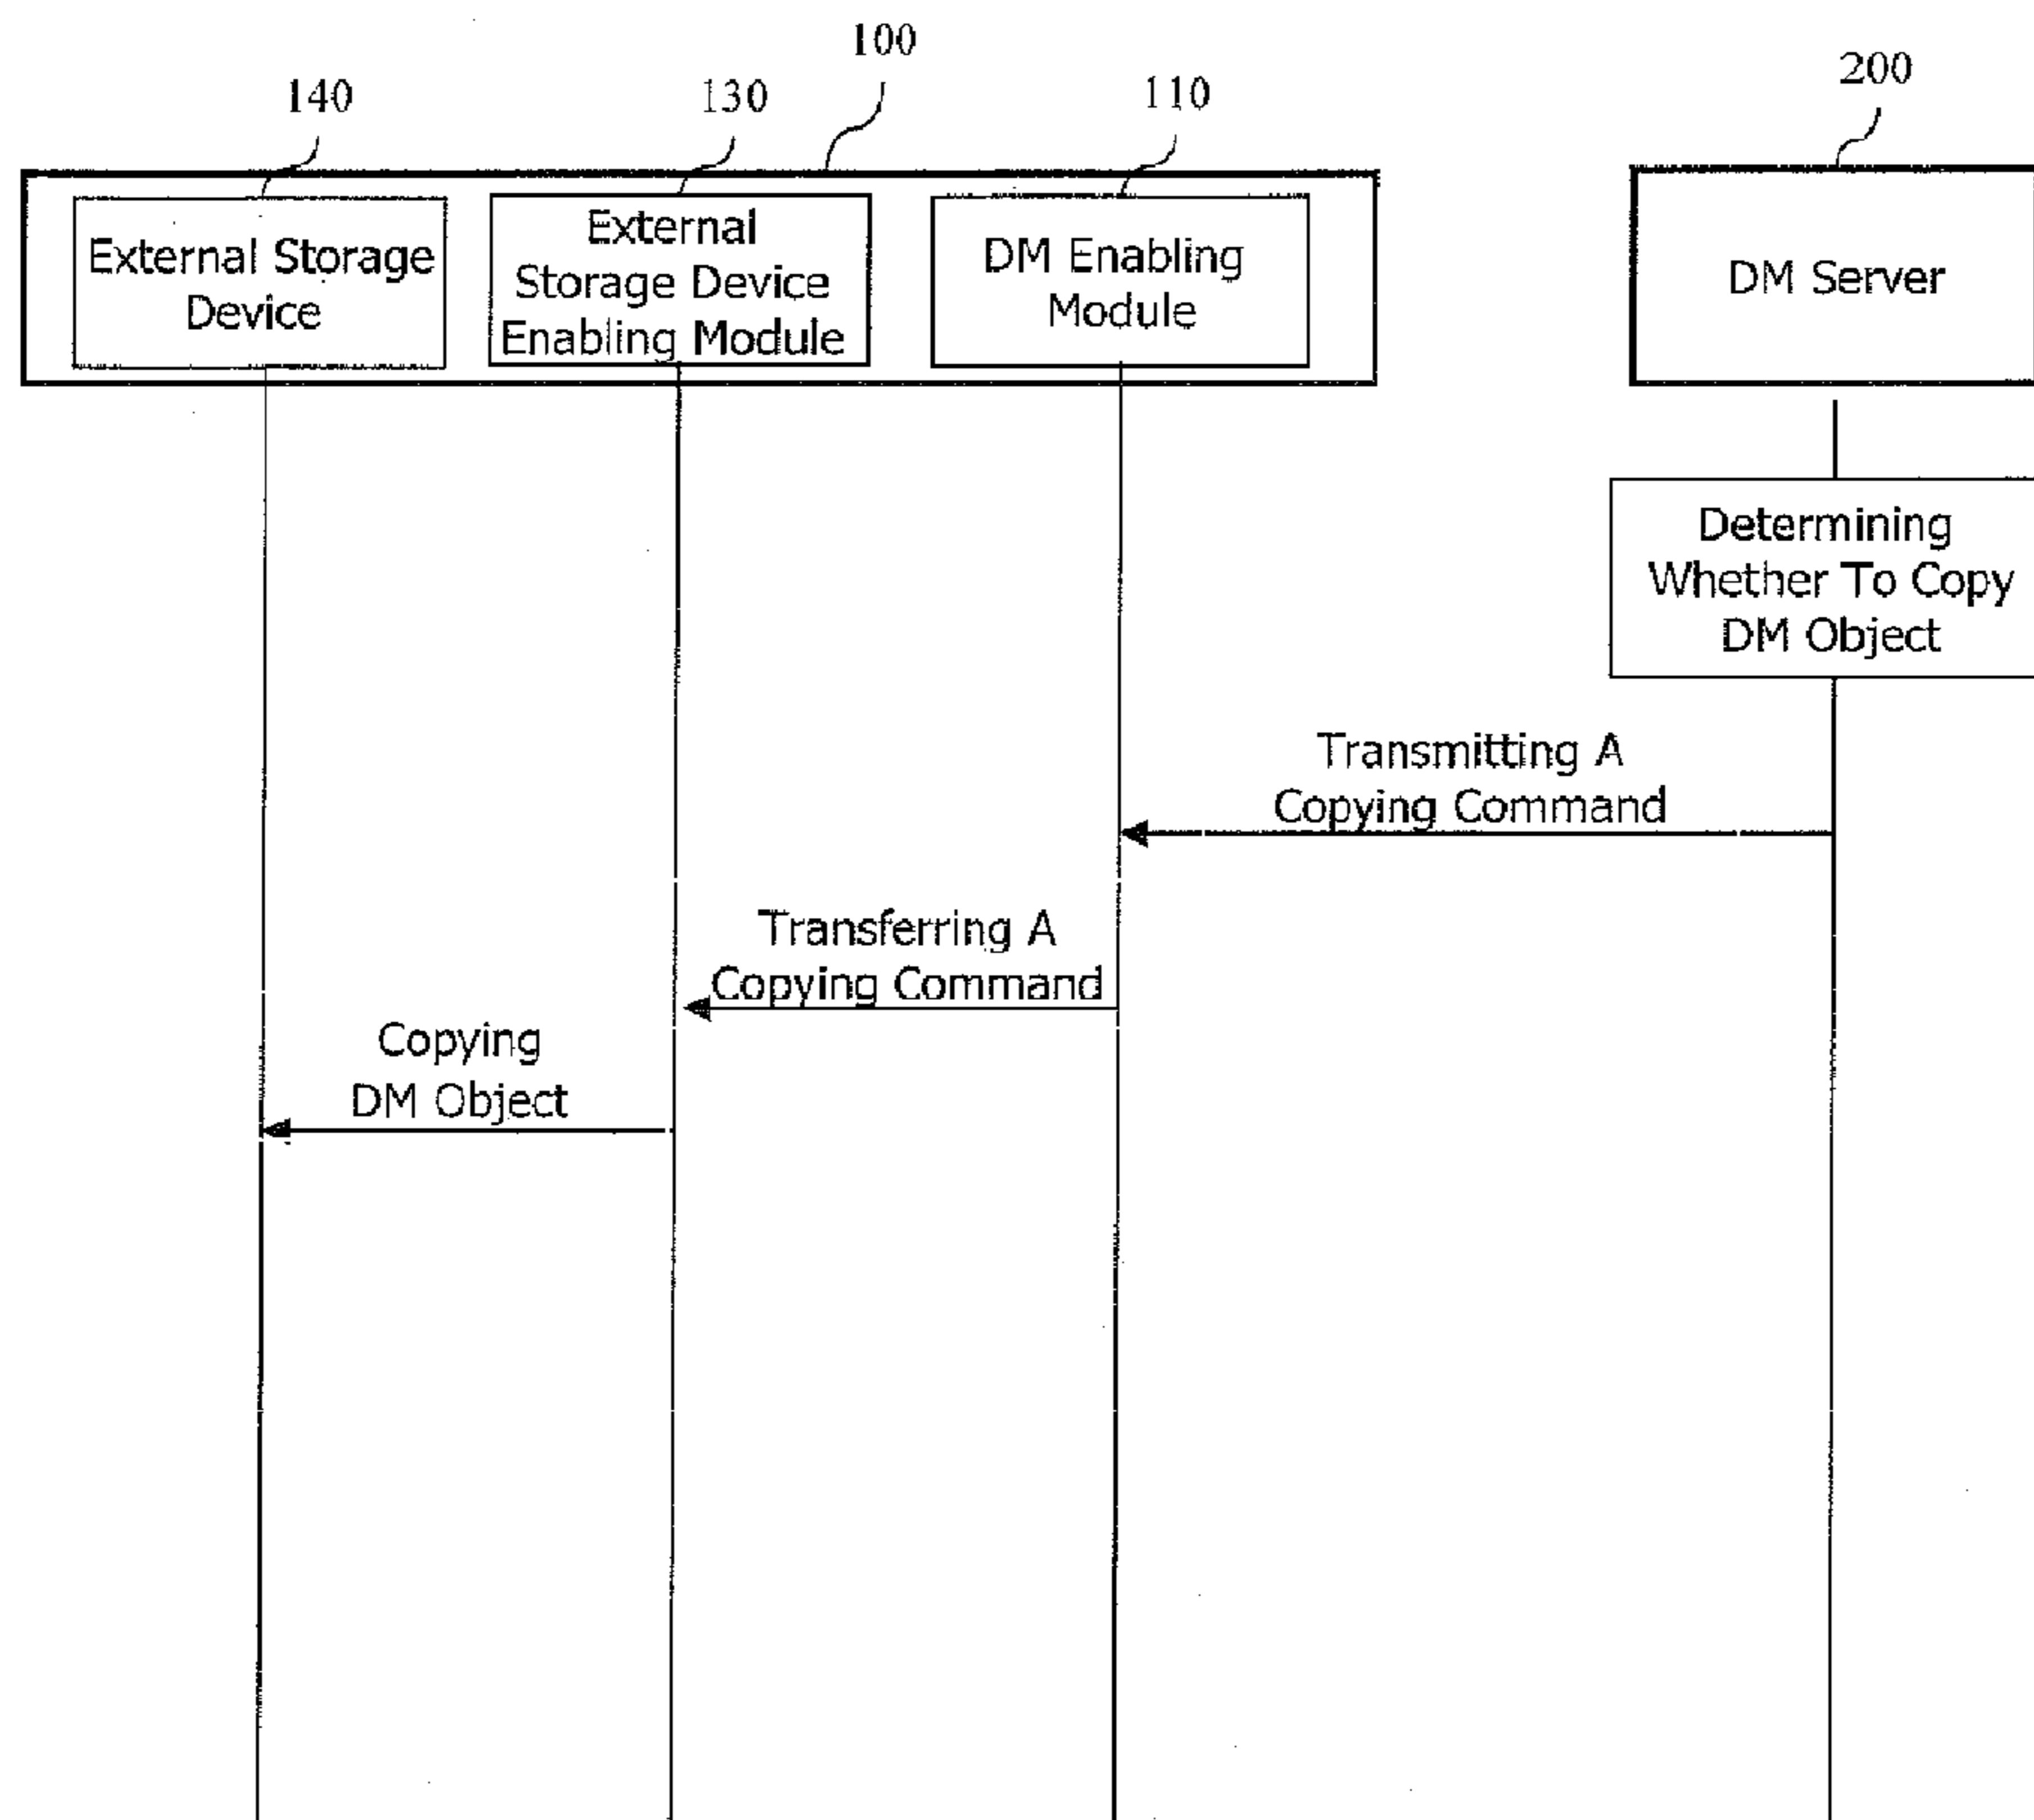 100
200
140
130
110
External Storage
Device
External
Storage Device
Enabling Module
DM Enabling
Module
DM Server
Determining
Whether To Copy
DM Object
Transmitting A
Copying Command
Transferring A
Copying Command
Copying
DM Object